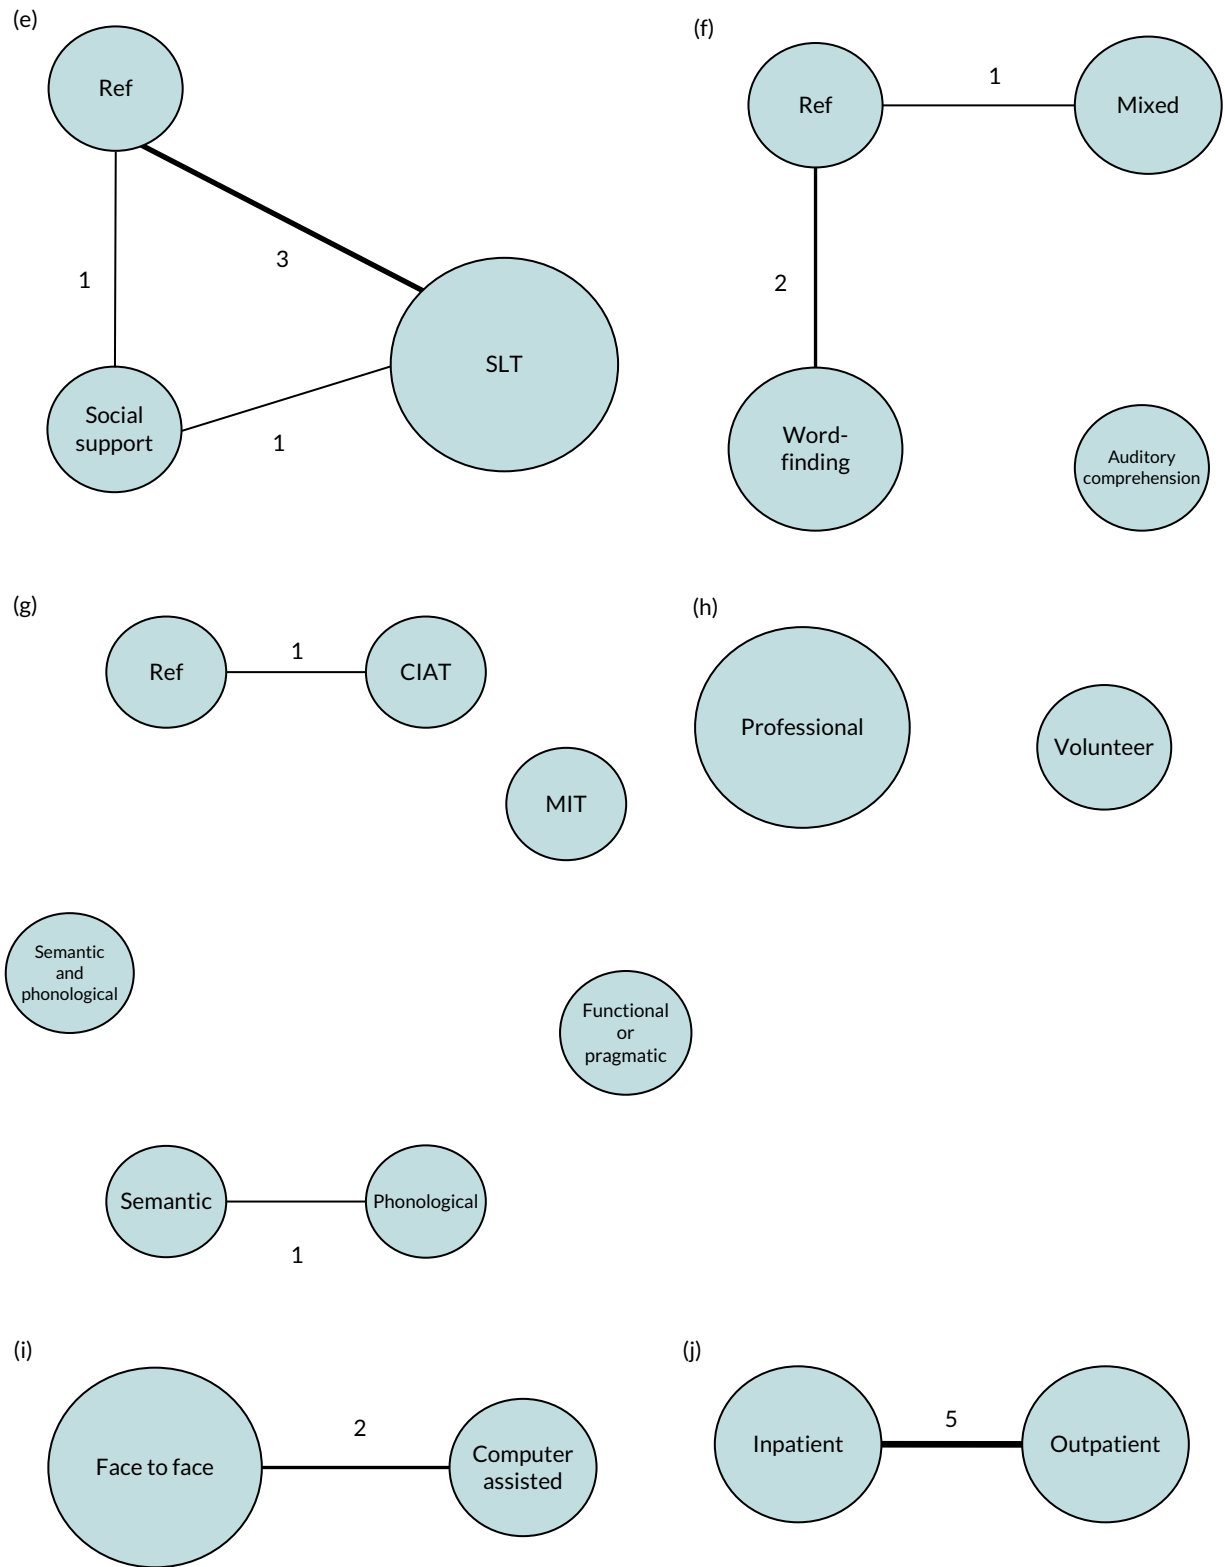 (e)
Ref
3
1
SLT
Social
support
1
(f)
Ref
1
Mixed
2
Word-
finding
Auditory
comprehension
(g)
Ref
1
CIAT
MIT
Semantic
and
phonological
Functional
or
pragmatic
Semantic
Phonological
1
(h)
Professional
Volunteer
(i)
Face to face
2
Computer
assisted
(j)
Inpatient
5
Outpatient